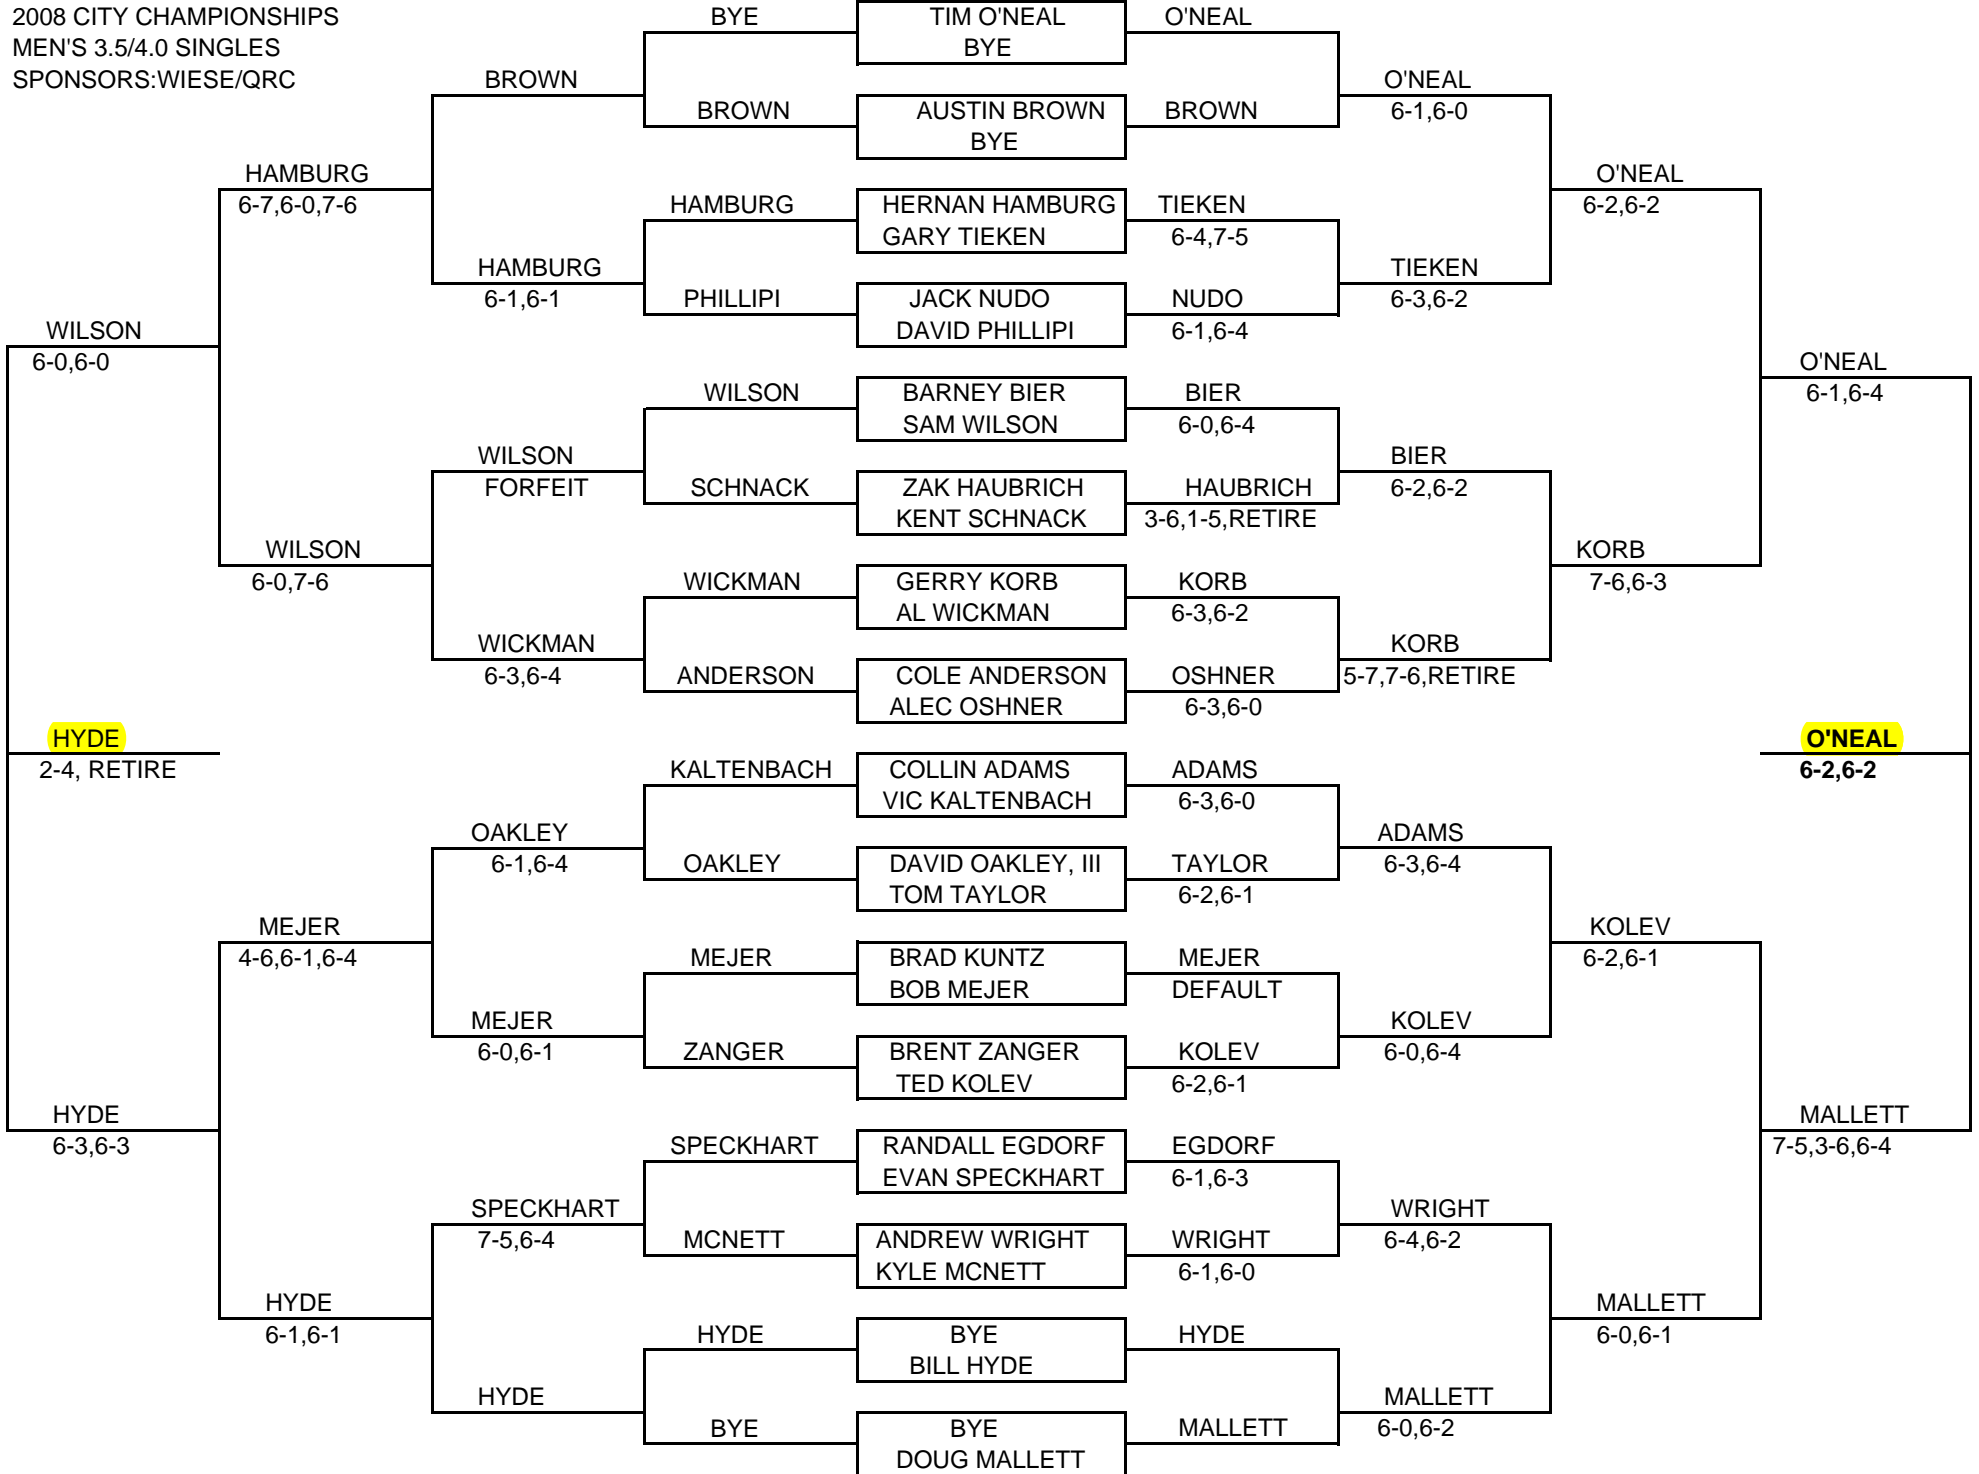 2008 CITY CHAMPIONSHIPS
MEN'S 3.5/4.0 SINGLES
SPONSORS:WIESE/QRC
BYE
TIM O'NEAL
O'NEAL
BYE
BROWN
O'NEAL
BROWN
AUSTIN BROWN
BROWN
6-1,6-0
BYE
HAMBURG
O'NEAL
6-7,6-0,7-6
HAMBURG
HERNAN HAMBURG
TIEKEN
6-2,6-2
GARY TIEKEN
6-4,7-5
HAMBURG
TIEKEN
6-1,6-1
PHILLIPI
JACK NUDO
NUDO
6-3,6-2
WILSON
DAVID PHILLIPI
6-1,6-4
6-0,6-0
O'NEAL
WILSON
BARNEY BIER
BIER
6-1,6-4
SAM WILSON
6-0,6-4
WILSON
BIER
FORFEIT
SCHNACK
ZAK HAUBRICH
HAUBRICH
6-2,6-2
KENT SCHNACK
3-6,1-5,RETIRE
WILSON
KORB
6-0,7-6
WICKMAN
GERRY KORB
KORB
7-6,6-3
AL WICKMAN
6-3,6-2
WICKMAN
KORB
6-3,6-4
ANDERSON
COLE ANDERSON
OSHNER
5-7,7-6,RETIRE
ALEC OSHNER
6-3,6-0
HYDE
O'NEAL
2-4, RETIRE
KALTENBACH
COLLIN ADAMS
ADAMS
6-2,6-2
VIC KALTENBACH
6-3,6-0
OAKLEY
ADAMS
6-1,6-4
OAKLEY
DAVID OAKLEY, III
TAYLOR
6-3,6-4
TOM TAYLOR
6-2,6-1
MEJER
KOLEV
4-6,6-1,6-4
MEJER
BRAD KUNTZ
MEJER
6-2,6-1
BOB MEJER
DEFAULT
MEJER
KOLEV
6-0,6-1
ZANGER
BRENT ZANGER
KOLEV
6-0,6-4
TED KOLEV
6-2,6-1
HYDE
MALLETT
6-3,6-3
SPECKHART
RANDALL EGDORF
EGDORF
7-5,3-6,6-4
EVAN SPECKHART
6-1,6-3
SPECKHART
WRIGHT
7-5,6-4
MCNETT
ANDREW WRIGHT
WRIGHT
6-4,6-2
KYLE MCNETT
6-1,6-0
HYDE
MALLETT
6-1,6-1
HYDE
BYE
HYDE
6-0,6-1
BILL HYDE
HYDE
MALLETT
BYE
BYE
MALLETT
6-0,6-2
DOUG MALLETT